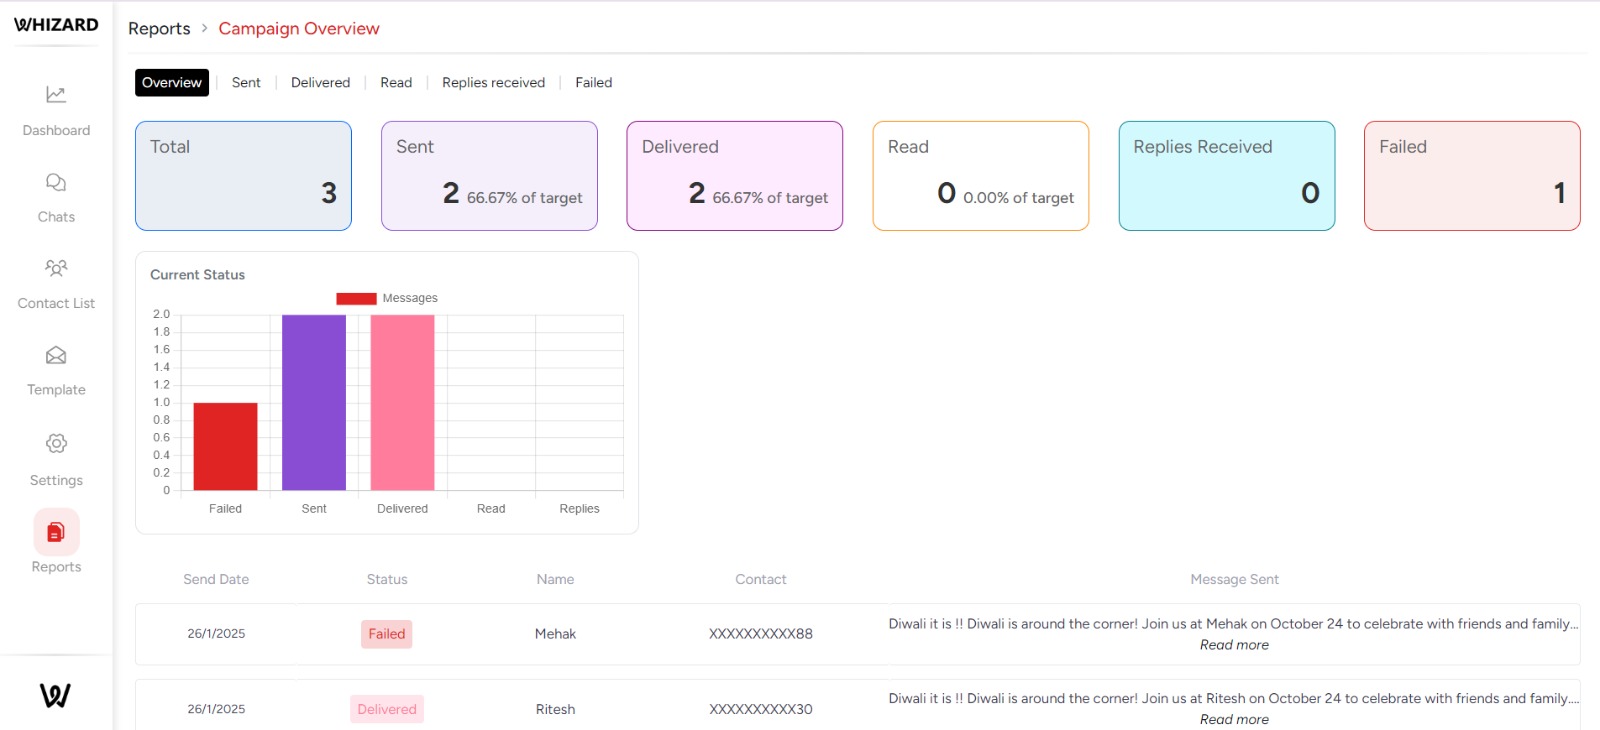 WHIZARD
Reports > Campaign Overview
Overview | Sent | Delivered | Read | Replies received | Failed
Dashboard
Chats
Contact List
Template
Settings
Reports
W
Total
3
Sent
2 66.67% of target
Delivered
2 66.67% of target
Read
0 0.00% of target
Replies Received
0
Failed
1
Current Status
Messages
2.0
1.8
1.6
1.4
1.2
1.0
0.8
0.6
0.4
0.2
0
Failed Sent Delivered Read Replies
Send Date Status Name Contact Message Sent
26/1/2025 Failed Mehak XXXXXXXXXX88 Diwali it is !! Diwali is around the corner! Join us at Mehak on October 24 to celebrate with friends and family...
Read more
26/1/2025 Delivered Ritesh XXXXXXXXXX30 Diwali it is !! Diwali is around the corner! Join us at Ritesh on October 24 to celebrate with friends and family....
Read more